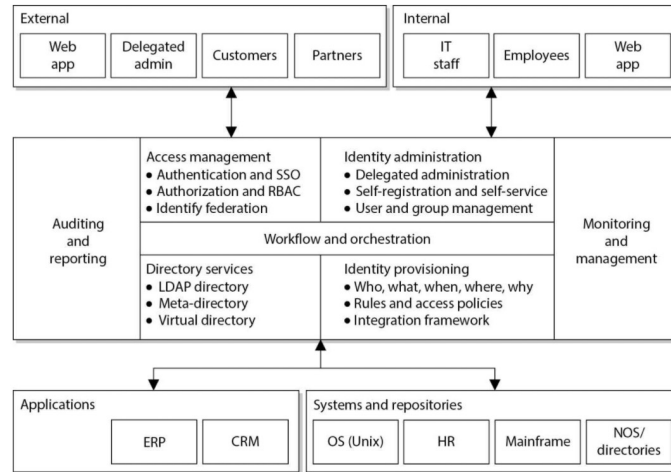 External
Web
app
Delegated
admin
Customers
Partners
Internal
IT
staff
Employees
Web
app
Auditing
and
reporting
Access management
• Authentication and SSO
• Authorization and RBAC
• Identify federation
Identity administration
• Delegated administration
• Self-registration and self-service
• User and group management
Workflow and orchestration
Directory services
• LDAP directory
• Meta-directory
• Virtual directory
Identity provisioning
• Who, what, when, where, why
• Rules and access policies
• Integration framework
Monitoring
and
management
Applications
ERP
CRM
Systems and repositories
OS (Unix)
HR
Mainframe
NOS/
directories